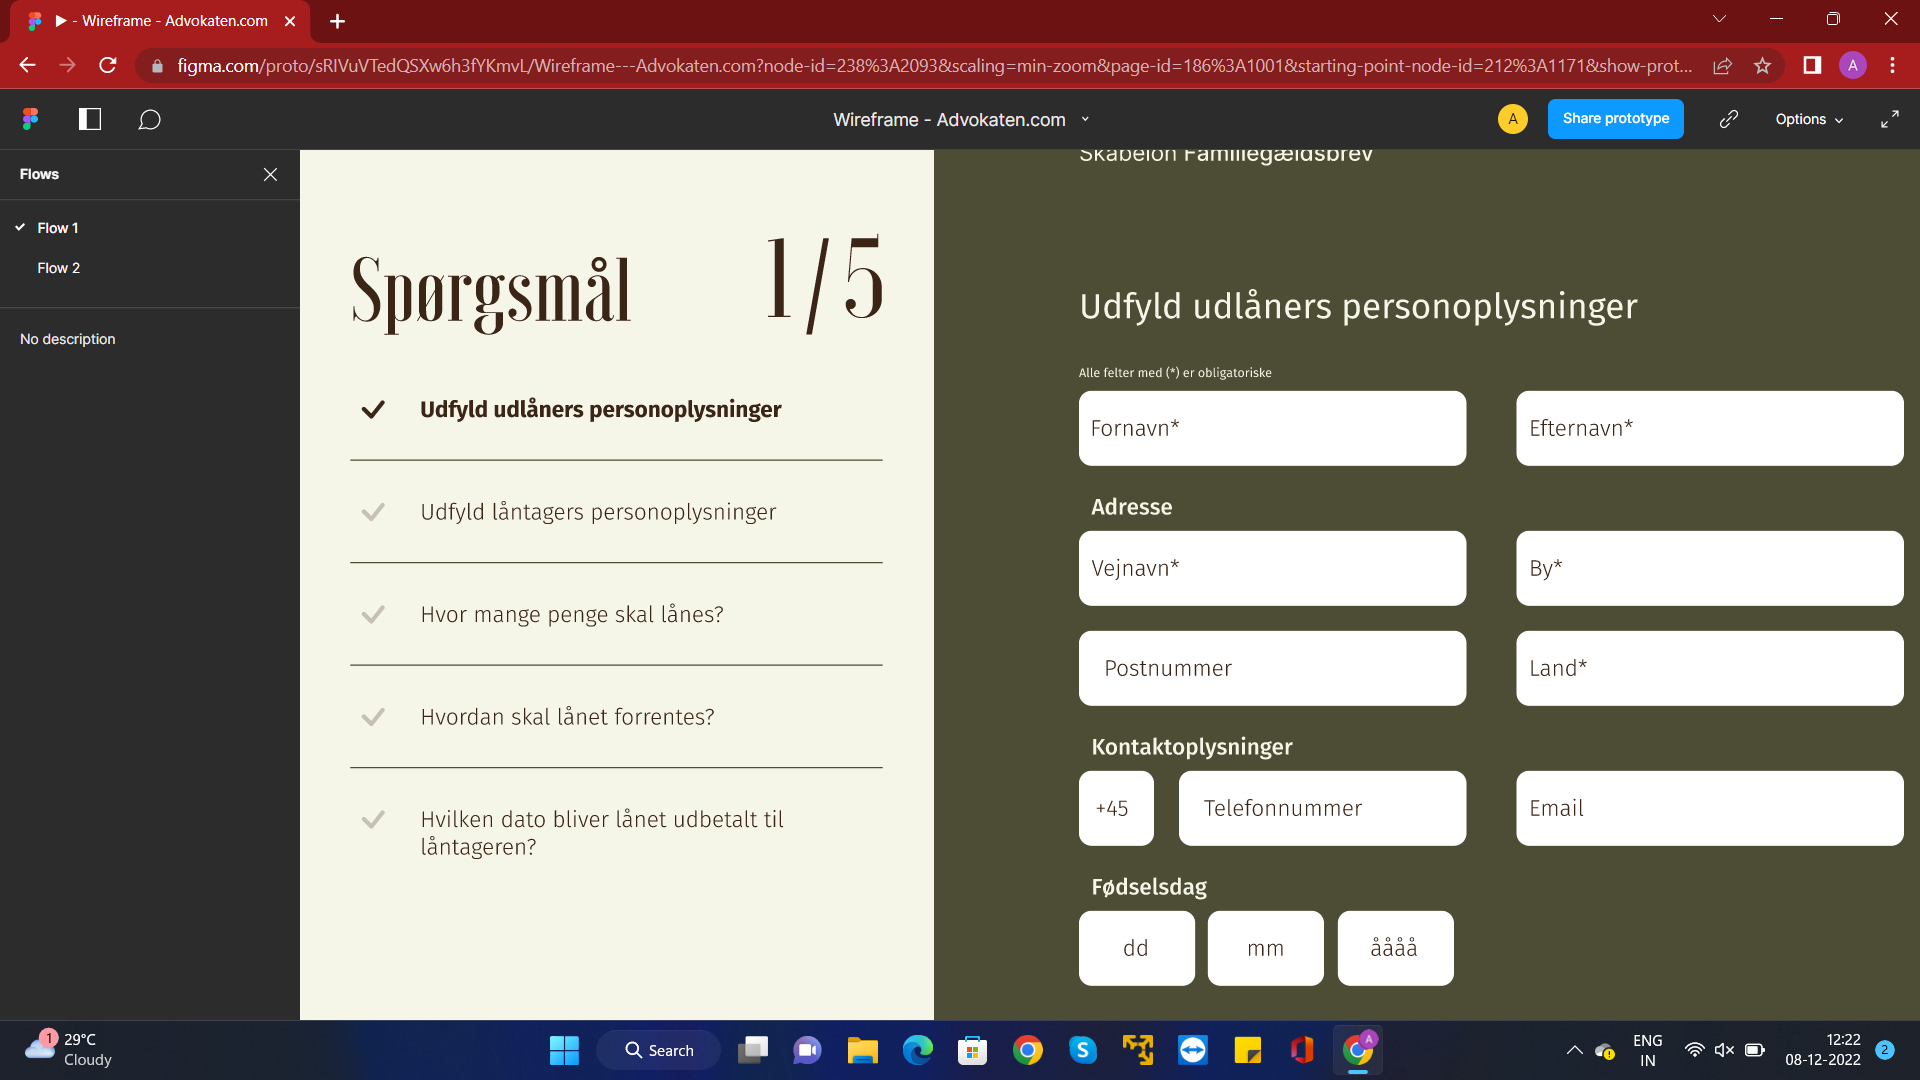 ▶ - Wireframe - Advokaten.com
figma.com/proto/sRIVuVTedQSXw6h3fYKmvL/Wireframe---Advokaten.com?node-id=238%3A2093&scaling=min-zoom&page-id=186%3A1001&starting-point-node-id=212%3A1171&show-prot...
A
Wireframe - Advokaten.com
A
Share prototype
Options
Flows
Flow 1
Flow 2
No description
Spørgsmål
1/5
Udfyld udlåners personoplysninger
Udfyld låntagers personoplysninger
Hvor mange penge skal lånes?
Hvordan skal lånet forrentes?
Hvilken dato bliver lånet udbetalt til
låntageren?
Skabelon Familiegældsbrev
Udfyld udlåners personoplysninger
Alle felter med (*) er obligatoriske
Fornavn*
Efternavn*
Adresse
Vejnavn*
By*
Postnummer
Land*
Kontaktoplysninger
+45
Telefonnummer
Email
Fødselsdag
dd
mm
åååå
1
29°C
Cloudy
Search
A
ENG
IN
12:22
08-12-2022
2